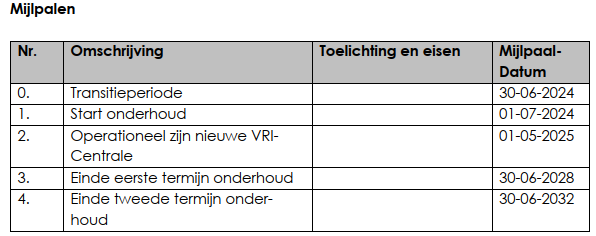 Mijlpalen
Nr. Omschrijving Toelichting en eisen Mijlpaal-
Datum
0. Transitieperiode 30-06-2024
1. Start onderhoud 01-07-2024
2. Operationeel zijn nieuwe VRI- 01-05-2025
Centrale
3. Einde eerste termijn onderhoud 30-06-2028
4. Einde tweede termijn onder- 30-06-2032
houd